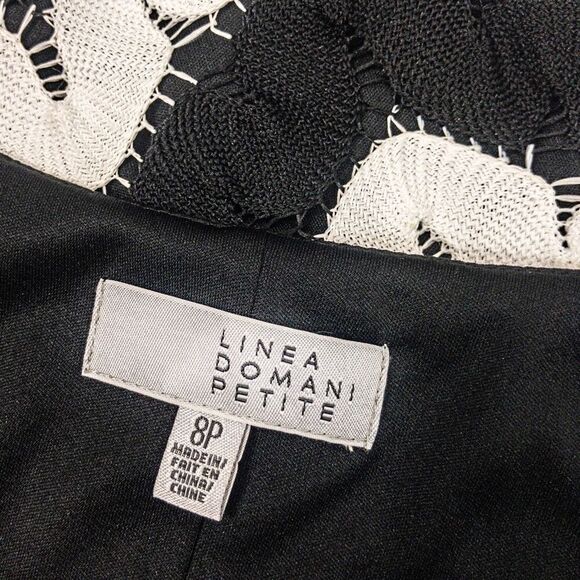 LINEA
DOMANI
PETITE
8P
MADE IN/
FAIT EN
CHINA/
CHINE